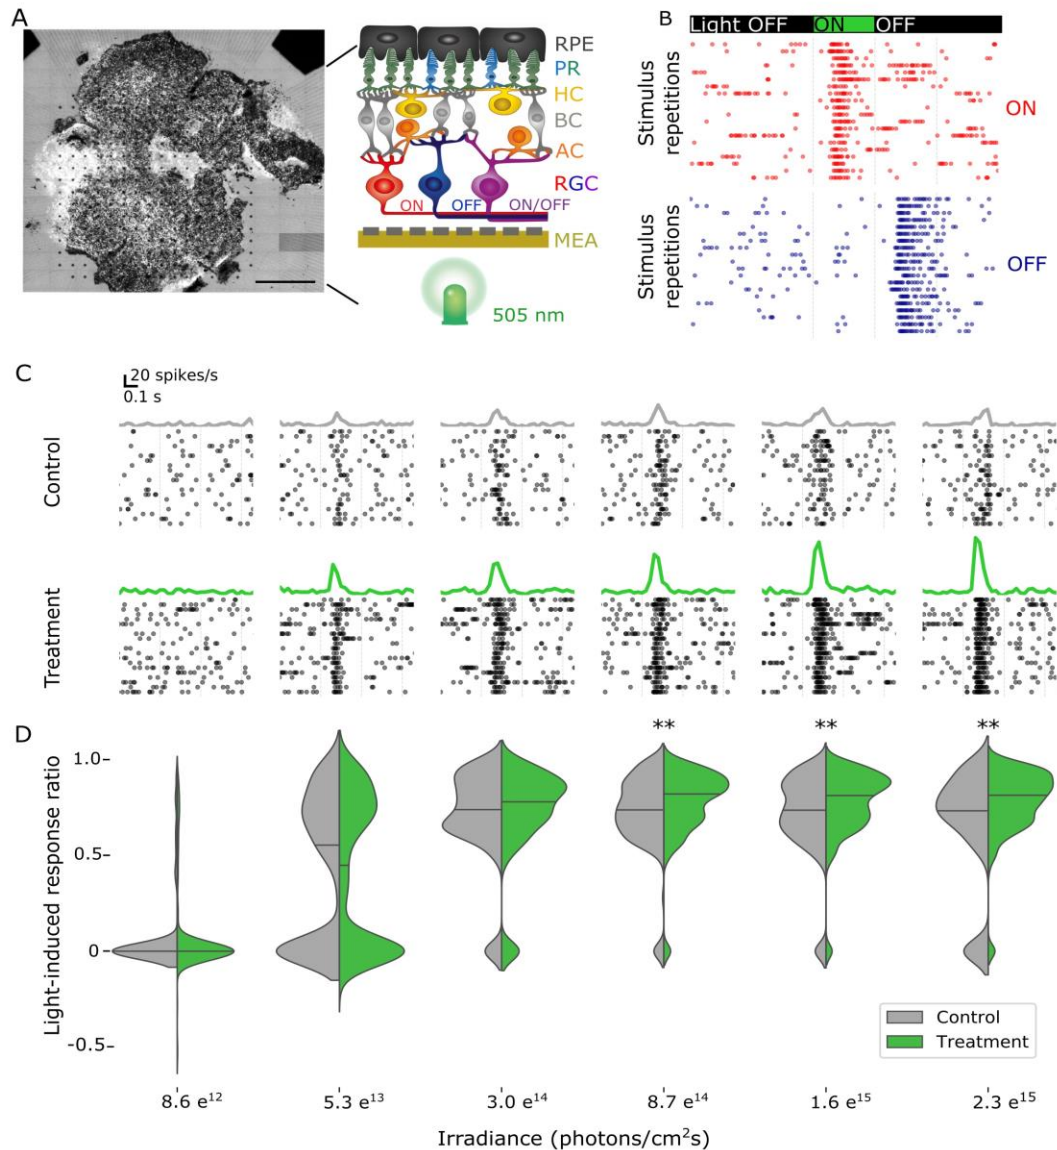 A
RPE
PR
HC
BC
AC
RGC
ON OFF ON/OFF
MEA
505 nm
B
Light OFF ON OFF
Stimulus
repetitions
ON
Stimulus
repetitions
OFF
C
20 spikes/s
0.1 s
Control
Treatment
D
** ** **
Light-induced response ratio
1.0
0.5
0
-0.5
Control
Treatment
8.6 e¹² 5.3 e¹³ 3.0 e¹⁴ 8.7 e¹⁴ 1.6 e¹⁵ 2.3 e¹⁵
Irradiance (photons/cm²s)